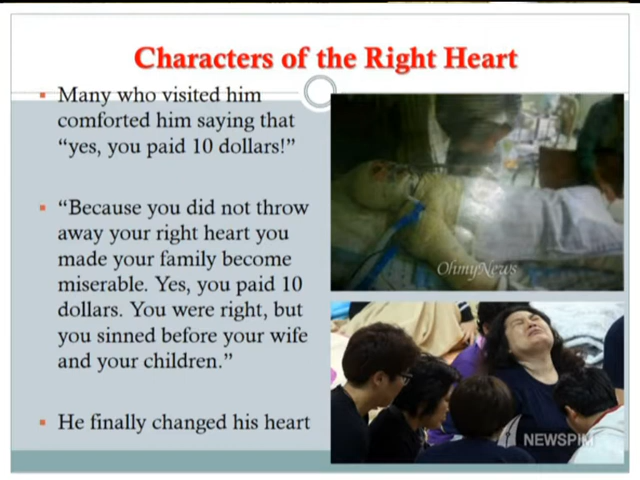 Characters of the Right Heart
Many who visited him
comforted him saying that
“yes, you paid 10 dollars!”
“Because you did not throw
away your right heart you
made your family become
miserable. Yes, you paid 10
dollars. You were right, but
you sinned before your wife
and your children.”
He finally changed his heart
OhmyNews
NEWSPIM